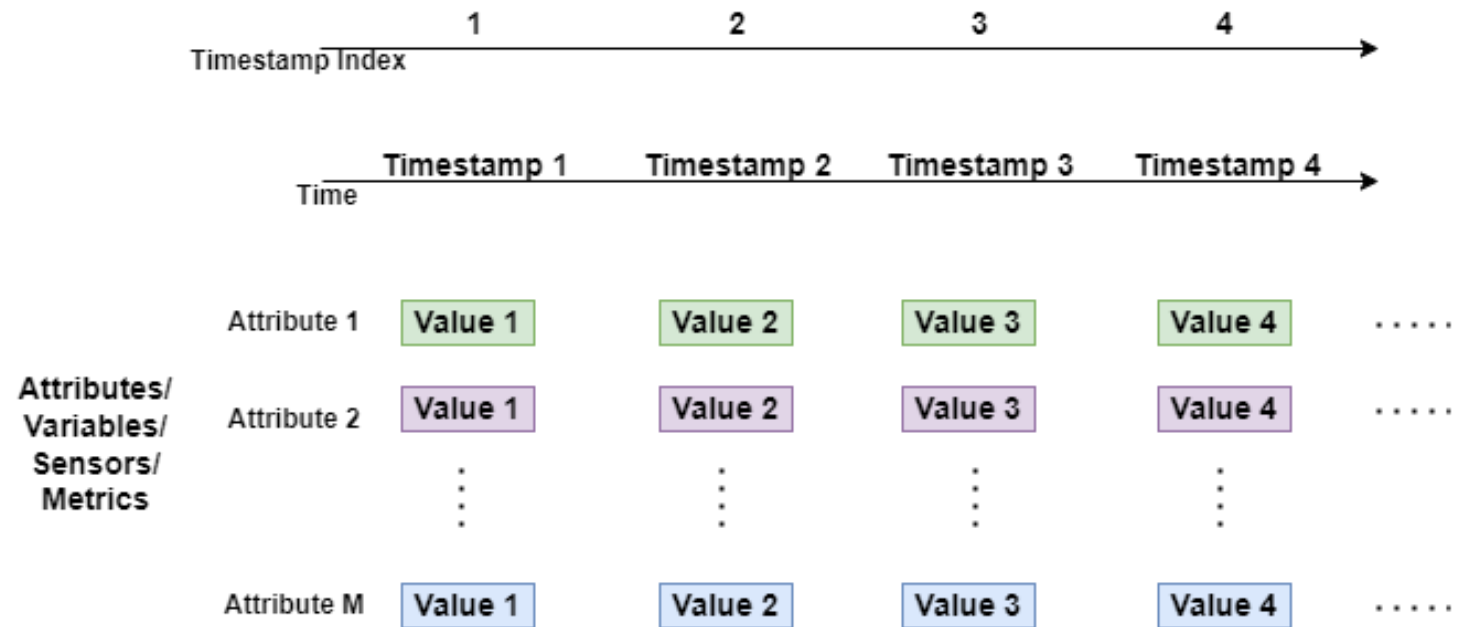 1 2 3 4
Timestamp Index
Timestamp 1 Timestamp 2 Timestamp 3 Timestamp 4
Time
Attribute 1 Value 1 Value 2 Value 3 Value 4 .....
Attributes/
Variables/
Sensors/
Metrics
Attribute 2 Value 1 Value 2 Value 3 Value 4 .....
Attribute M Value 1 Value 2 Value 3 Value 4 .....